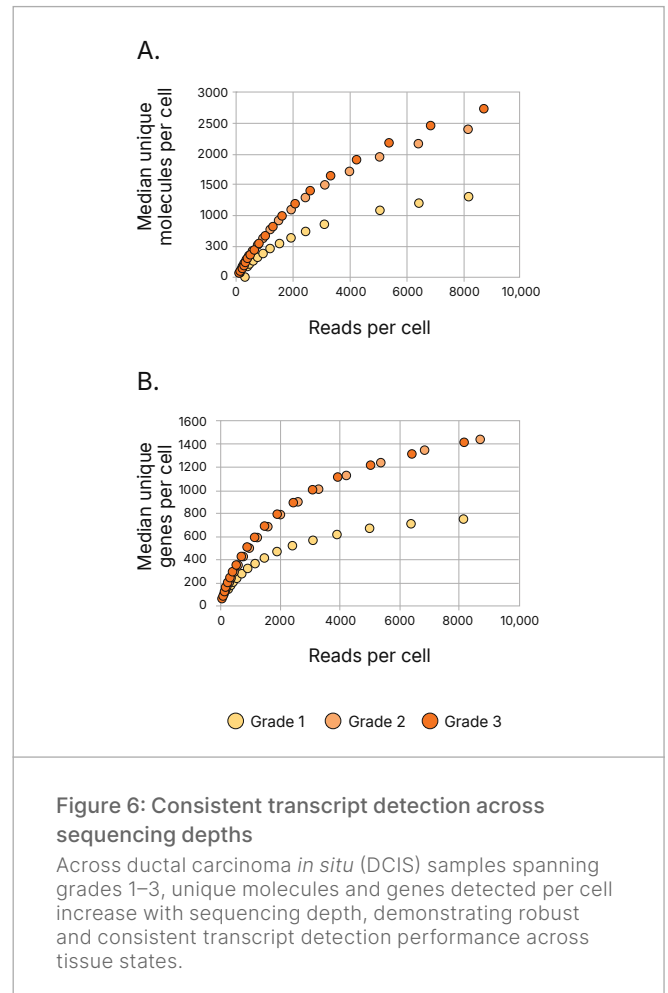 A.
Median unique
molecules per cell
3000
2500
2000
1500
1000
300
0
0 2000 4000 6000 8000 10,000
Reads per cell
B.
Median unique
genes per cell
1600
1400
1200
1000
800
600
400
200
0
0 2000 4000 6000 8000 10,000
Reads per cell
Grade 1 Grade 2 Grade 3
Figure 6: Consistent transcript detection across
sequencing depths
Across ductal carcinoma in situ (DCIS) samples spanning
grades 1–3, unique molecules and genes detected per cell
increase with sequencing depth, demonstrating robust
and consistent transcript detection performance across
tissue states.